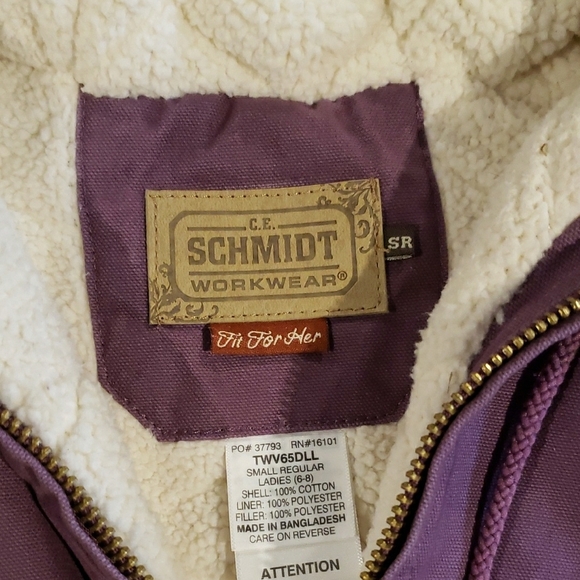 C.E.
SCHMIDT
WORKWEAR®
SR
Fit For Her
PO# 37793 RN#16101
TWV65DLL
SMALL REGULAR
LADIES (6-8)
SHELL: 100% COTTON
LINER: 100% POLYESTER
FILLER: 100% POLYESTER
MADE IN BANGLADESH
CARE ON REVERSE
ATTENTION